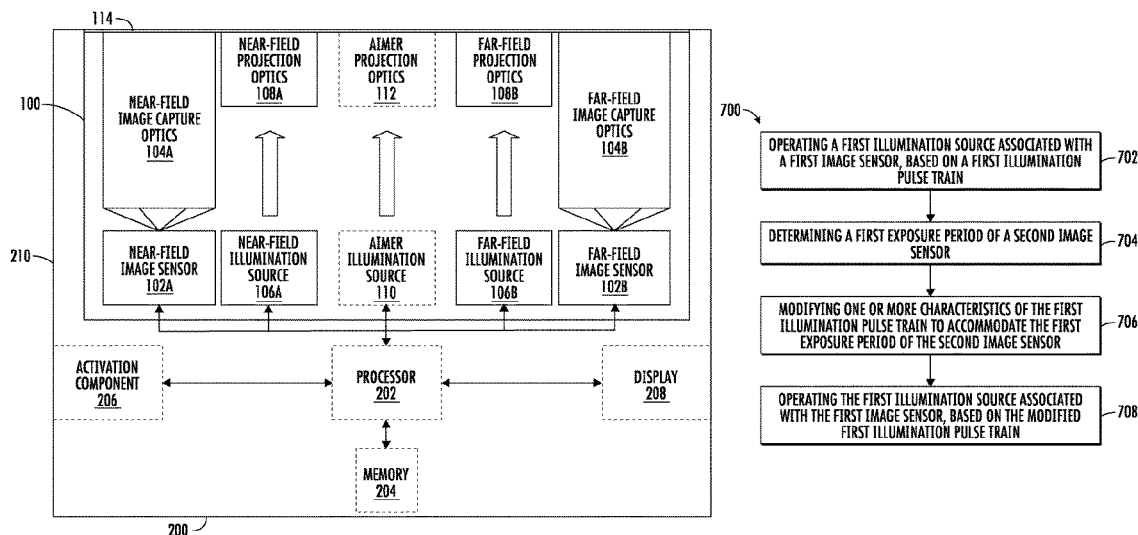 114
100
210
200
NEAR-FIELD
IMAGE CAPTURE
OPTICS
104A
NEAR-FIELD
PROJECTION
OPTICS
108A
AIMER
PROJECTION
OPTICS
112
FAR-FIELD
PROJECTION
OPTICS
108B
FAR-FIELD
IMAGE CAPTURE
OPTICS
104B
NEAR-FIELD
IMAGE SENSOR
102A
NEAR-FIELD
ILLUMINATION
SOURCE
106A
AIMER
ILLUMINATION
SOURCE
110
FAR-FIELD
ILLUMINATION
SOURCE
106B
FAR-FIELD
IMAGE SENSOR
102B
ACTIVATION
COMPONENT
206
PROCESSOR
202
DISPLAY
208
MEMORY
204
700
OPERATING A FIRST ILLUMINATION SOURCE ASSOCIATED WITH
A FIRST IMAGE SENSOR, BASED ON A FIRST ILLUMINATION
PULSE TRAIN
702
DETERMINING A FIRST EXPOSURE PERIOD OF A SECOND IMAGE
SENSOR
704
MODIFYING ONE OR MORE CHARACTERISTICS OF THE FIRST
ILLUMINATION PULSE TRAIN TO ACCOMMODATE THE FIRST
EXPOSURE PERIOD OF THE SECOND IMAGE SENSOR
706
OPERATING THE FIRST ILLUMINATION SOURCE ASSOCIATED
WITH THE FIRST IMAGE SENSOR, BASED ON THE MODIFIED
FIRST ILLUMINATION PULSE TRAIN
708